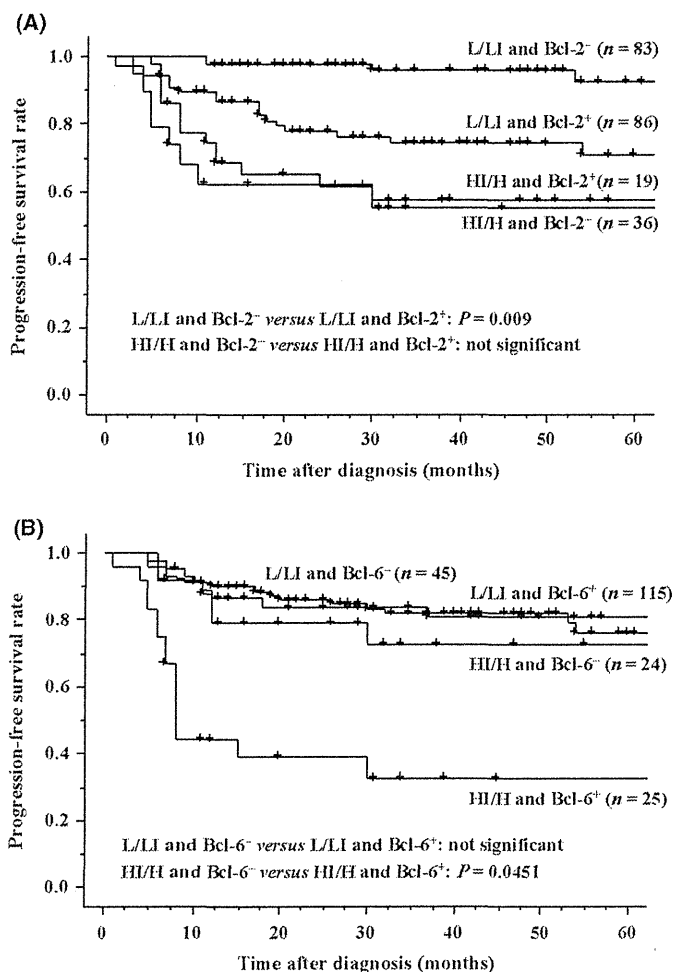 (A)
1.0
0.8
0.6
0.4
0.2
0.0
Progression-free survival rate
L/LI and Bcl-2⁻ (n = 83)
L/LI and Bcl-2⁺ (n = 86)
HI/H and Bcl-2⁺ (n = 19)
HI/H and Bcl-2⁻ (n = 36)
L/LI and Bcl-2⁻ versus L/LI and Bcl-2⁺: P = 0.009
HI/H and Bcl-2⁻ versus HI/H and Bcl-2⁺: not significant
0 10 20 30 40 50 60
Time after diagnosis (months)
(B)
1.0
0.8
0.6
0.4
0.2
0.0
Progression-free survival rate
L/LI and Bcl-6⁻ (n = 45)
L/LI and Bcl-6⁺ (n = 115)
HI/H and Bcl-6⁻ (n = 24)
HI/H and Bcl-6⁺ (n = 25)
L/LI and Bcl-6⁻ versus L/LI and Bcl-6⁺: not significant
HI/H and Bcl-6⁻ versus HI/H and Bcl-6⁺: P = 0.0451
0 10 20 30 40 50 60
Time after diagnosis (months)